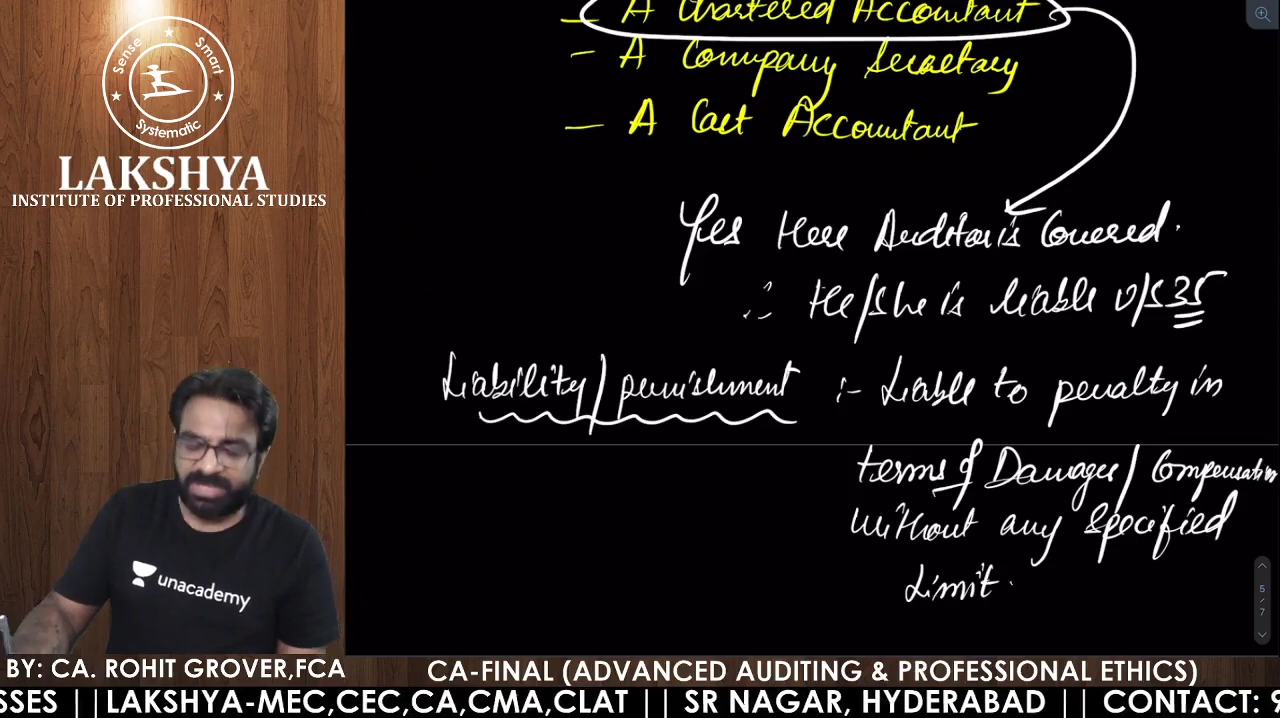 Sense
Smart
Systematic
LAKSHYA
INSTITUTE OF PROFESSIONAL STUDIES
— A Chartered Accountant
— A Company Secretary
— A Cost Accountant
Yes Here Auditor is Covered.
∴ He/she is liable u/s 35
Liability/punishment :- Liable to penalty in
terms of Damages/Compensation
without any specified
Limit.
unacademy
5
/
7
BY: CA. ROHIT GROVER,FCA
CA-FINAL (ADVANCED AUDITING & PROFESSIONAL ETHICS)
SSES ||LAKSHYA-MEC,CEC,CA,CMA,CLAT || SR NAGAR, HYDERABAD || CONTACT: 9